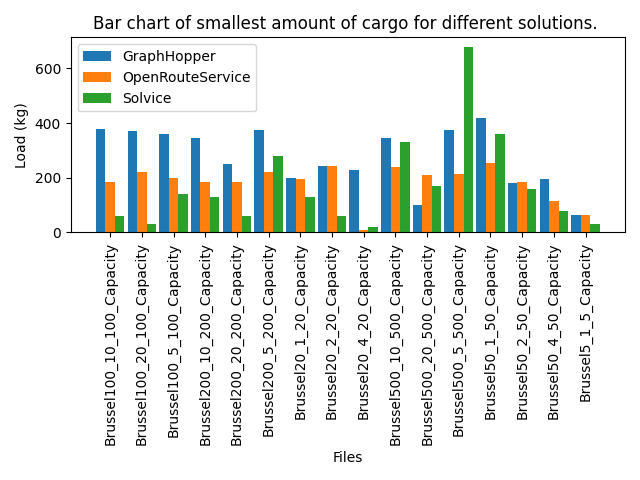 Bar chart of smallest amount of cargo for different solutions.
GraphHopper
OpenRouteService
Solvice
Load (kg)
600
400
200
0
Brussel100_10_100_Capacity
Brussel100_20_100_Capacity
Brussel100_5_100_Capacity
Brussel200_10_200_Capacity
Brussel200_20_200_Capacity
Brussel200_5_200_Capacity
Brussel20_1_20_Capacity
Brussel20_2_20_Capacity
Brussel20_4_20_Capacity
Brussel500_10_500_Capacity
Brussel500_20_500_Capacity
Brussel500_5_500_Capacity
Brussel50_1_50_Capacity
Brussel50_2_50_Capacity
Brussel50_4_50_Capacity
Brussel5_1_5_Capacity
Files